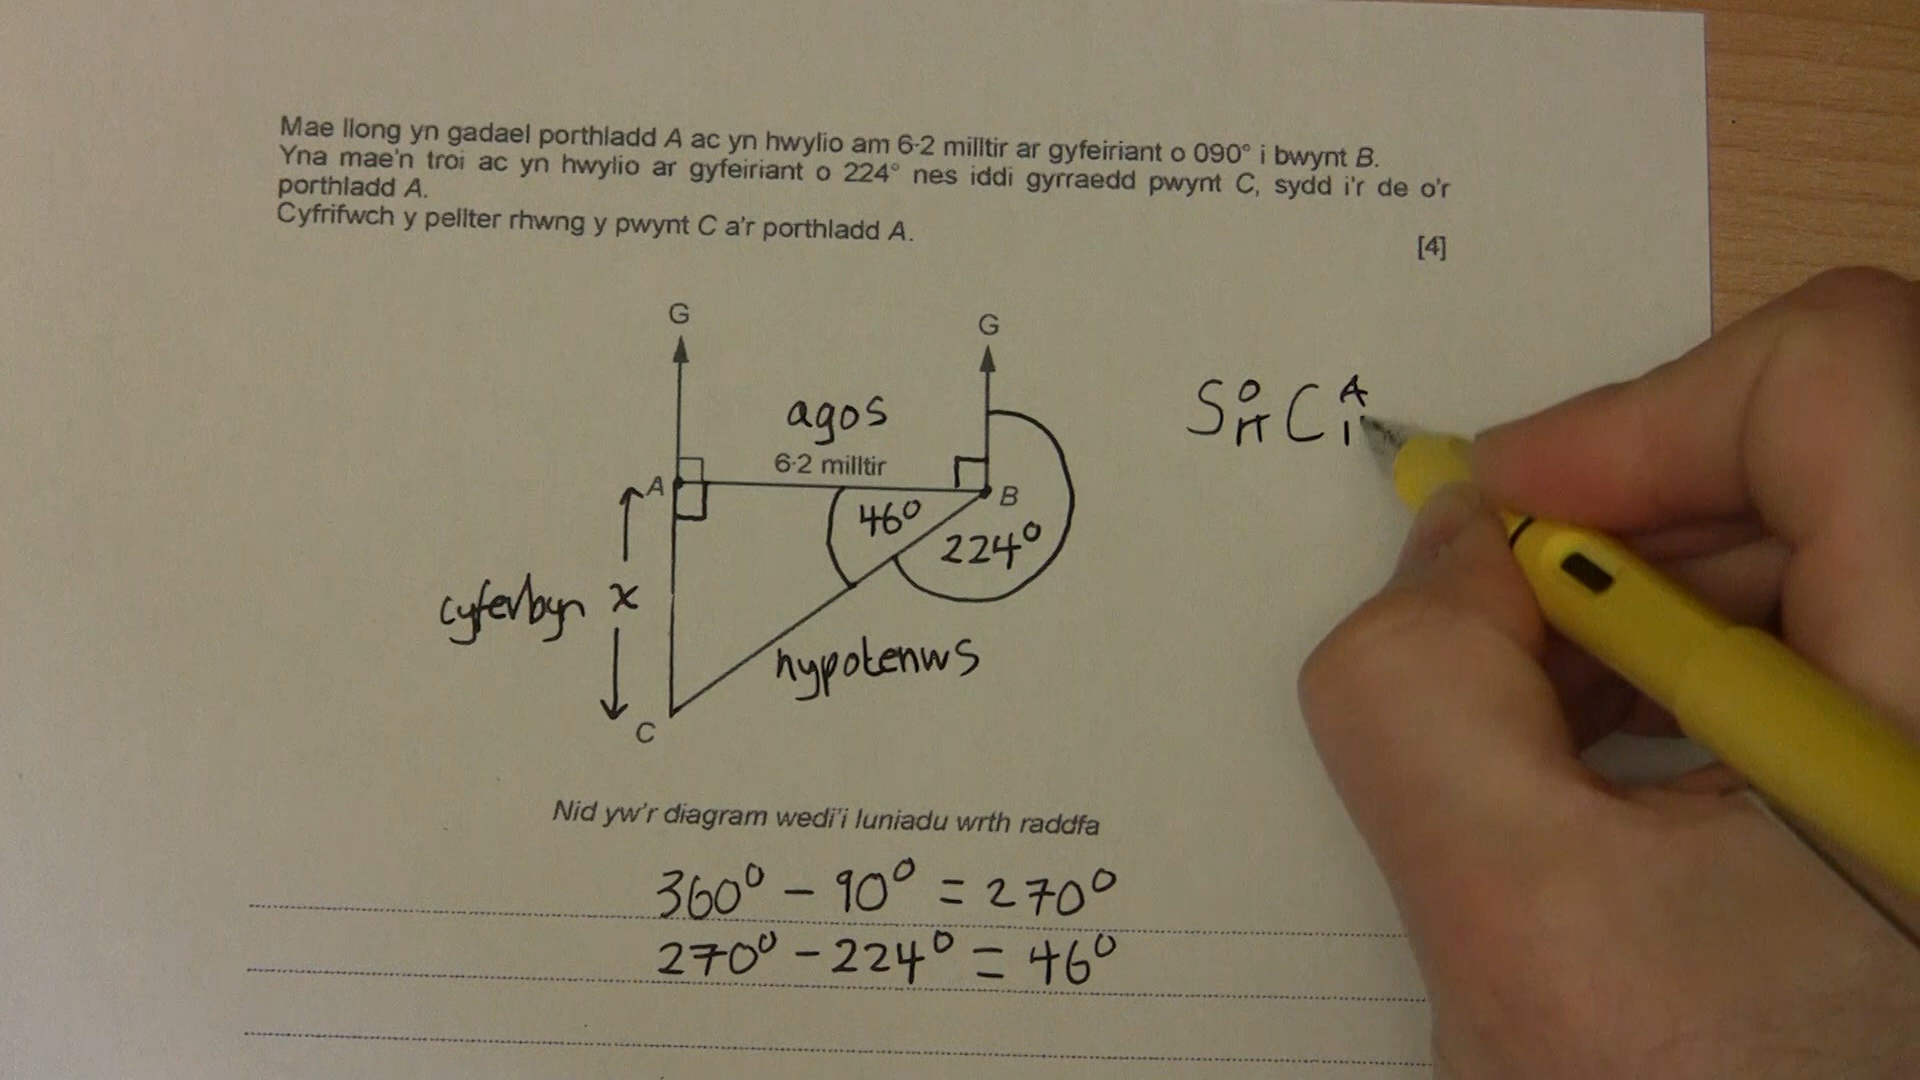 Mae llong yn gadael porthladd A ac yn hwylio am 6·2 milltir ar gyfeiriant o 090° i bwynt B.
Yna mae'n troi ac yn hwylio ar gyfeiriant o 224° nes iddi gyrraedd pwynt C, sydd i'r de o'r
porthladd A.
Cyfrifwch y pellter rhwng y pwynt C a'r porthladd A.
[4]
G
G
agos
6·2 milltir
A
B
46°
224°
cyferbyn x
hypotenws
C
S O H C A
Nid yw'r diagram wedi'i luniadu wrth raddfa
360° – 90° = 270°
270° – 224° = 46°